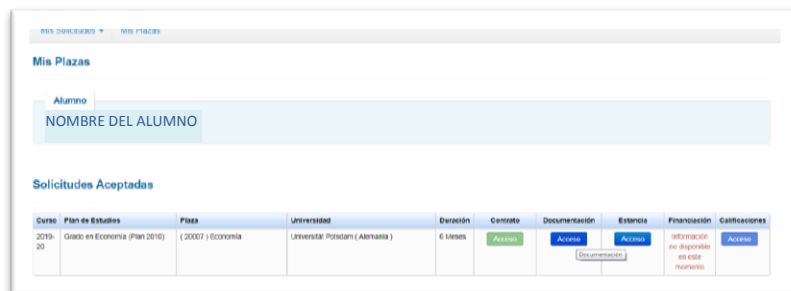 Mis Solicitudes Mis Plazas
Mis Plazas
Alumno
NOMBRE DEL ALUMNO
Solicitudes Aceptadas
Curso Plan de Estudios Plaza Universidad Duración Contrato Documentación Estancia Financiación Calificaciones
2019-20 Grado en Economía (Plan 2010) ( 20007 ) Economía Universität Potsdam ( Alemania ) 6 Meses Acceso Acceso Acceso Información no disponible en este momento Acceso
Documentación